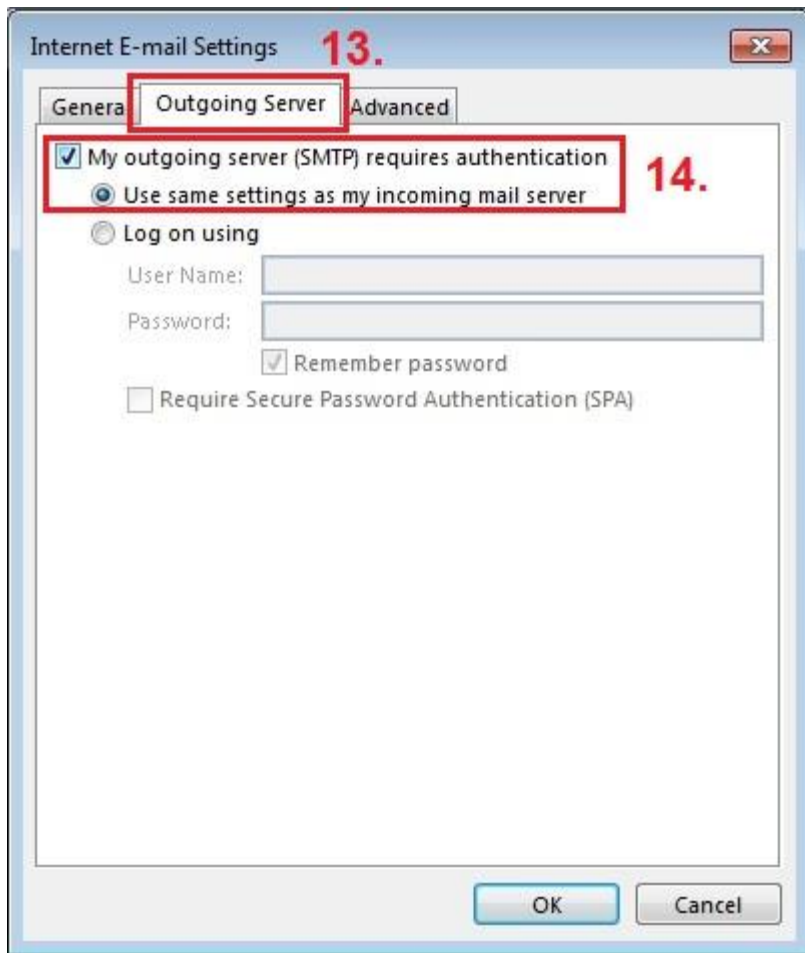 Internet E-mail Settings 13.
General Outgoing Server Advanced
My outgoing server (SMTP) requires authentication
14.
Use same settings as my incoming mail server
Log on using
User Name:
Password:
Remember password
Require Secure Password Authentication (SPA)
OK Cancel